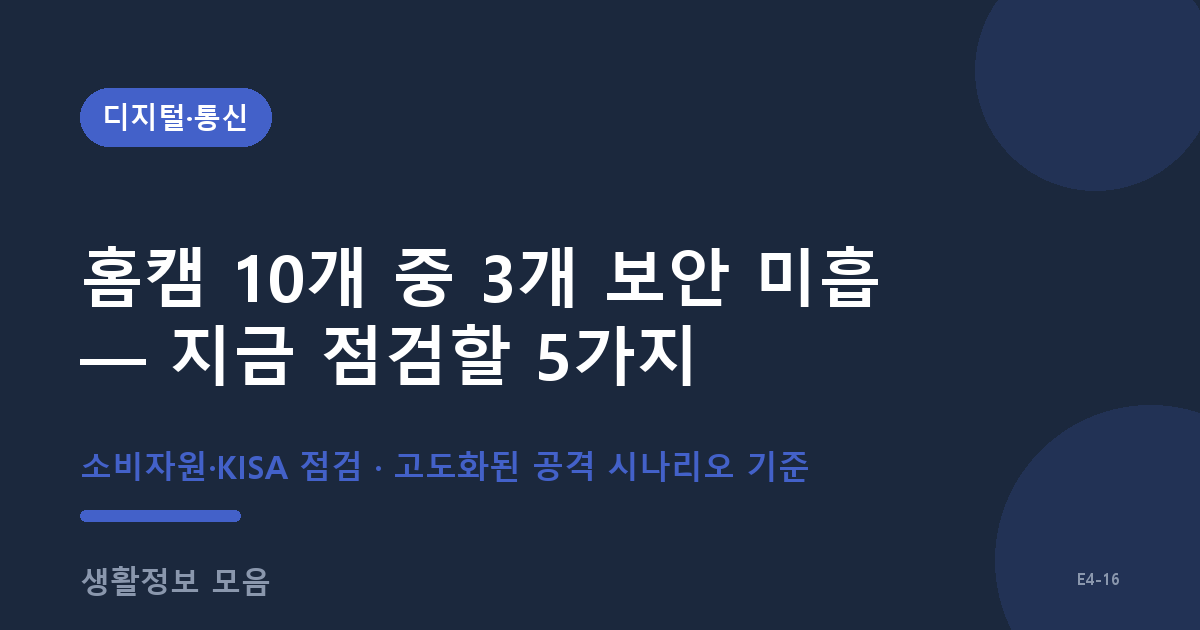 디지털·통신
홈캠 10개 중 3개 보안 미흡
— 지금 점검할 5가지
소비자원·KISA 점검 · 고도화된 공격 시나리오 기준
생활정보 모음
E4-16